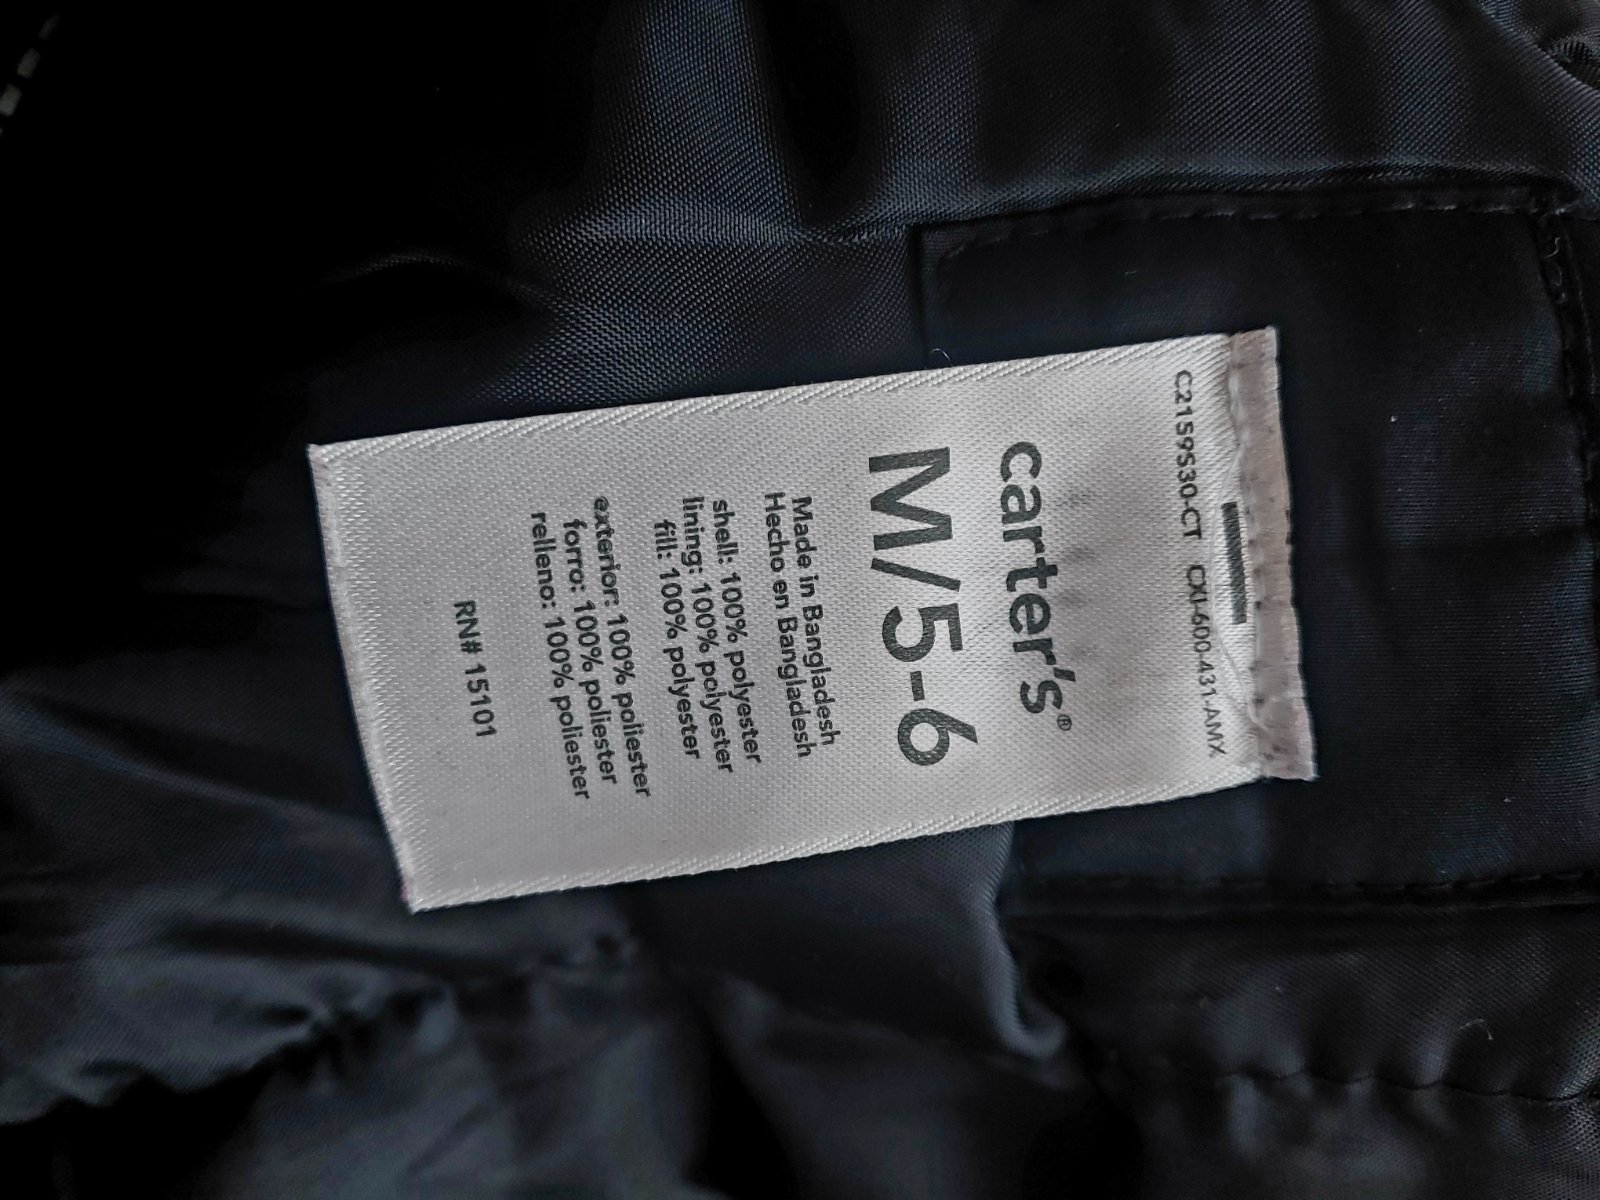 C2159S30-CT CXI-600-431-AMX
carter's®
M/5-6
Made in Bangladesh
Hecho en Bangladesh
shell: 100% polyester
lining: 100% polyester
fill: 100% polyester
exterior: 100% poliester
forro: 100% poliester
relleno: 100% poliester
RN# 15101